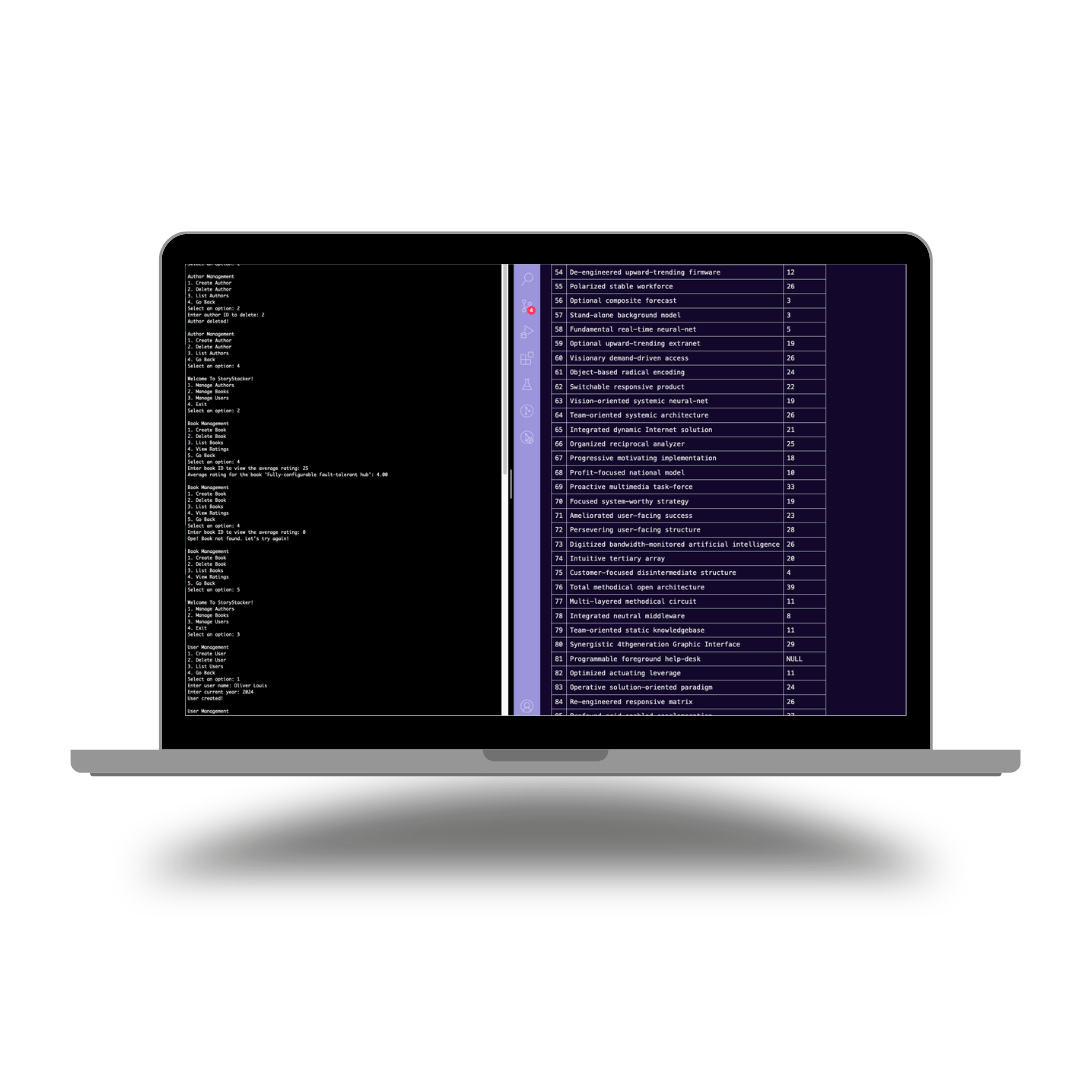 Select an option: 1
Author Management
1. Create Author
2. Delete Author
3. List Authors
4. Go Back
Select an option: 2
Enter author ID to delete: 2
Author deleted!
Author Management
1. Create Author
2. Delete Author
3. List Authors
4. Go Back
Select an option: 4
Welcome To StoryStacker!
1. Manage Authors
2. Manage Books
3. Manage Users
4. Exit
Select an option: 2
Book Management
1. Create Book
2. Delete Book
3. List Books
4. View Ratings
5. Go Back
Select an option: 4
Enter book ID to view the average rating: 25
Average rating for the book "Fully-configurable fault-tolerant hub": 4.00
Book Management
1. Create Book
2. Delete Book
3. List Books
4. View Ratings
5. Go Back
Select an option: 4
Enter book ID to view the average rating: 0
Ope! Book not found. Let's try again!
Book Management
1. Create Book
2. Delete Book
3. List Books
4. View Ratings
5. Go Back
Select an option: 5
Welcome To StoryStacker!
1. Manage Authors
2. Manage Books
3. Manage Users
4. Exit
Select an option: 3
User Management
1. Create User
2. Delete User
3. List Users
4. Go Back
Select an option: 1
Enter user name: Oliver Louis
Enter current year: 2024
User created!
User Management
4
54 De-engineered upward-trending firmware 12
55 Polarized stable workforce 26
56 Optional composite forecast 3
57 Stand-alone background model 3
58 Fundamental real-time neural-net 5
59 Optional upward-trending extranet 19
60 Visionary demand-driven access 26
61 Object-based radical encoding 24
62 Switchable responsive product 22
63 Vision-oriented systemic neural-net 19
64 Team-oriented systemic architecture 26
65 Integrated dynamic Internet solution 21
66 Organized reciprocal analyzer 25
67 Progressive motivating implementation 18
68 Profit-focused national model 10
69 Proactive multimedia task-force 33
70 Focused system-worthy strategy 19
71 Ameliorated user-facing success 23
72 Persevering user-facing structure 28
73 Digitized bandwidth-monitored artificial intelligence 26
74 Intuitive tertiary array 20
75 Customer-focused disintermediate structure 4
76 Total methodical open architecture 39
77 Multi-layered methodical circuit 11
78 Integrated neutral middleware 8
79 Team-oriented static knowledgebase 11
80 Synergistic 4thgeneration Graphic Interface 29
81 Programmable foreground help-desk NULL
82 Optimized actuating leverage 11
83 Operative solution-oriented paradigm 24
84 Re-engineered responsive matrix 26